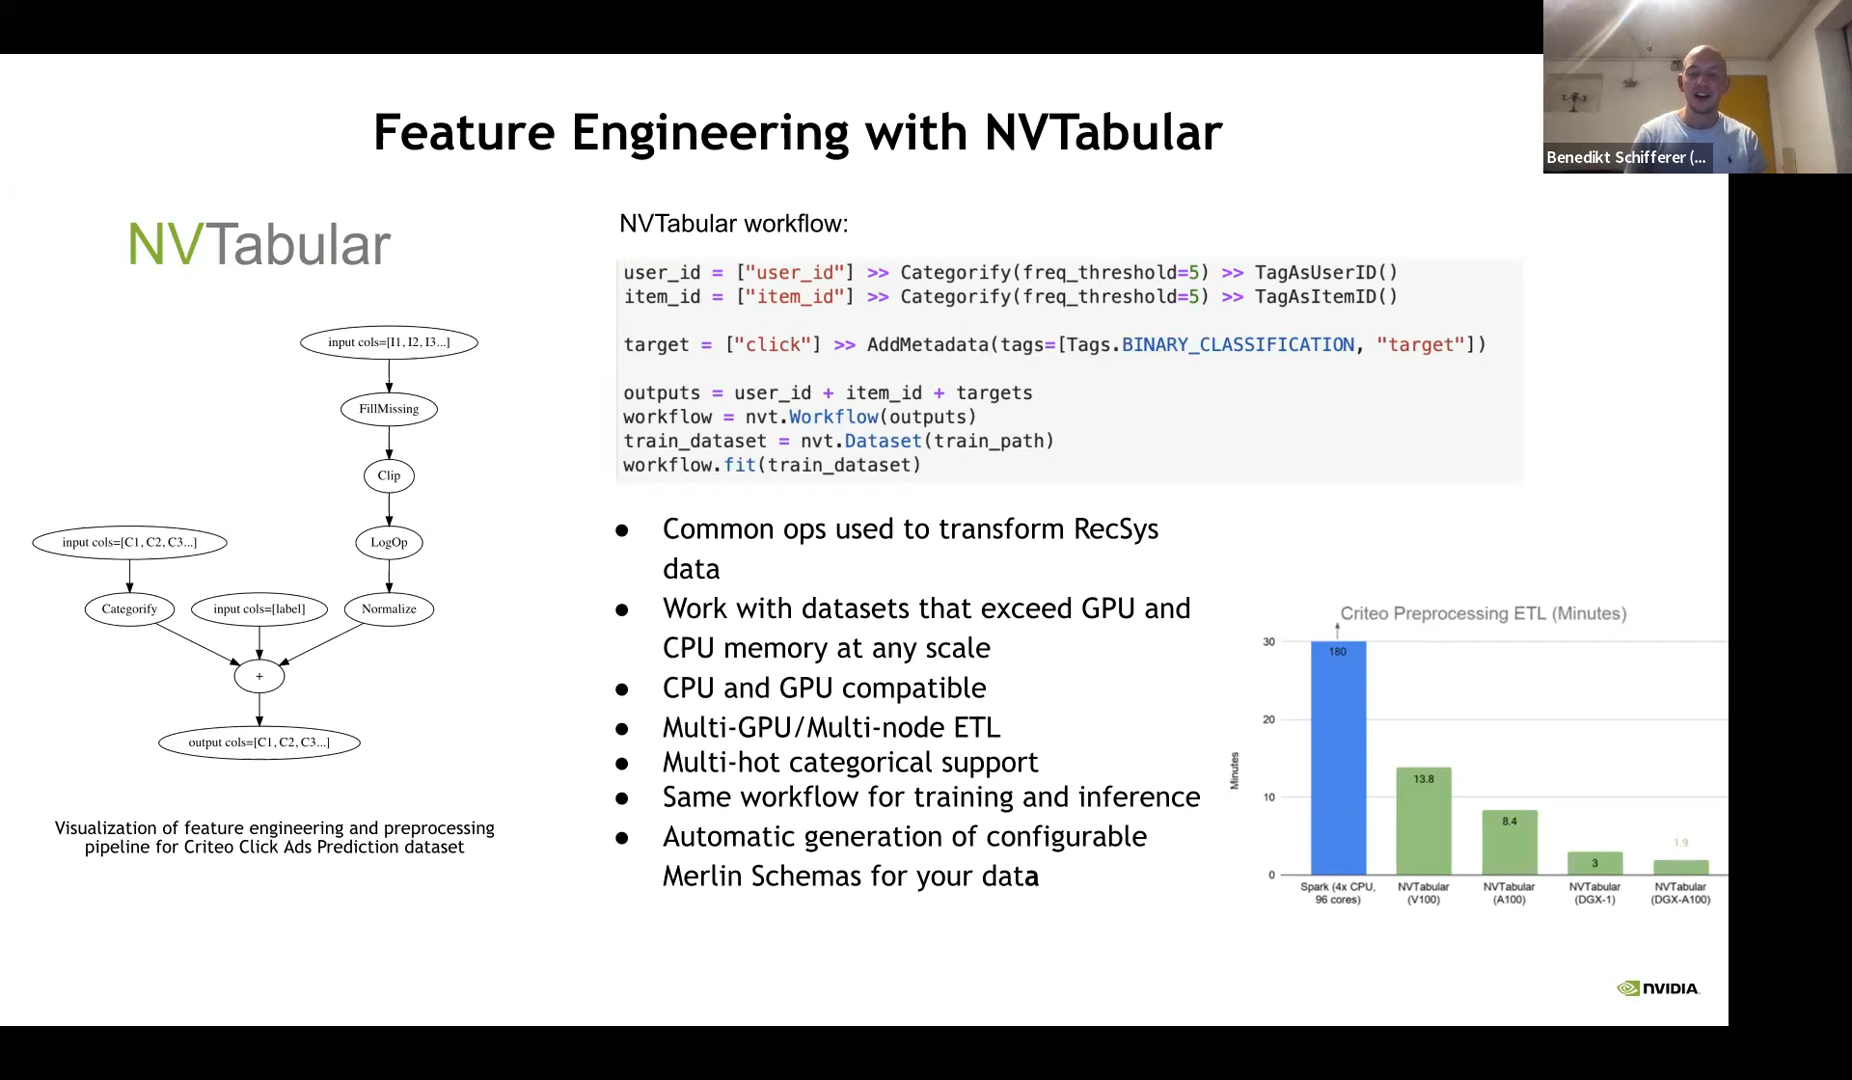 Feature Engineering with NVTabular
Benedikt Schifferer (...
NVTabular
input cols=[I1, I2, I3...]
FillMissing
Clip
input cols=[C1, C2, C3...]
LogOp
Categorify
input cols=[label]
Normalize
+
output cols=[C1, C2, C3...]
Visualization of feature engineering and preprocessing
pipeline for Criteo Click Ads Prediction dataset
NVTabular workflow:
user_id = ["user_id"] >> Categorify(freq_threshold=5) >> TagAsUserID()
item_id = ["item_id"] >> Categorify(freq_threshold=5) >> TagAsItemID()
target = ["click"] >> AddMetadata(tags=[Tags.BINARY_CLASSIFICATION, "target"])
outputs = user_id + item_id + targets
workflow = nvt.Workflow(outputs)
train_dataset = nvt.Dataset(train_path)
workflow.fit(train_dataset)
● Common ops used to transform RecSys
data
● Work with datasets that exceed GPU and
CPU memory at any scale
● CPU and GPU compatible
● Multi-GPU/Multi-node ETL
● Multi-hot categorical support
● Same workflow for training and inference
● Automatic generation of configurable
Merlin Schemas for your data
Criteo Preprocessing ETL (Minutes)
Minutes
30
20
10
0
180
13.8
8.4
3
1.9
Spark (4x CPU,
96 cores)
NVTabular
(V100)
NVTabular
(A100)
NVTabular
(DGX-1)
NVTabular
(DGX-A100)
NVIDIA.